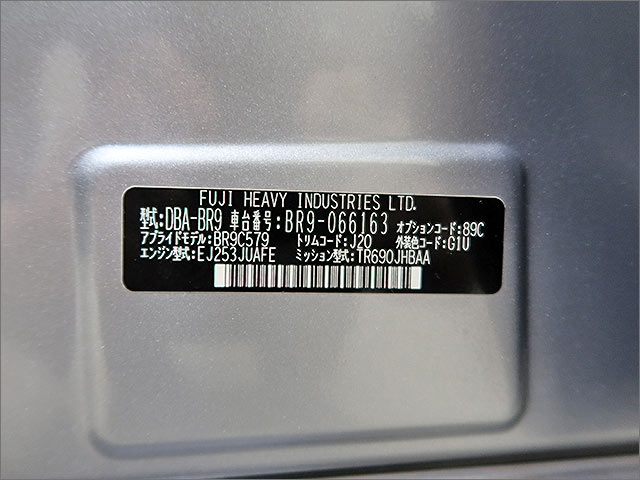 FUJI HEAVY INDUSTRIES LTD.
型式:DBA-BR9 車台番号:BR9-066163 オプションコード:89C
アプライドモデル:BR9C579 トリムコード:J20 外装色コード:G1U
エンジン型式:EJ253JUAFE ミッション型式:TR690JHBAA